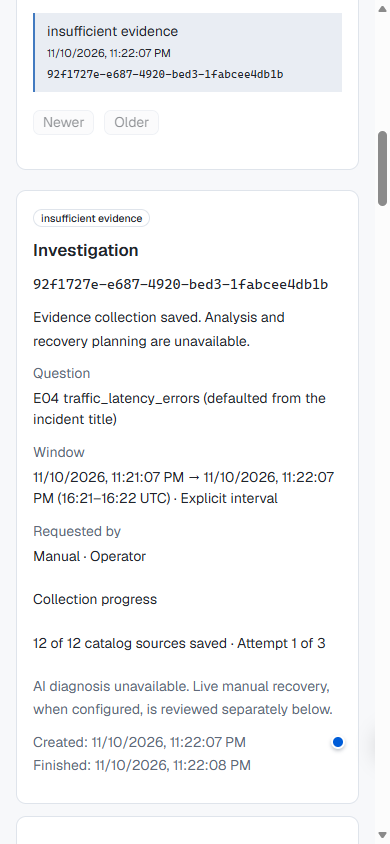 insufficient evidence
11/10/2026, 11:22:07 PM
92f1727e-e687-4920-bed3-1fabcee4db1b
Newer Older
insufficient evidence
Investigation
92f1727e-e687-4920-bed3-1fabcee4db1b
Evidence collection saved. Analysis and
recovery planning are unavailable.
Question
E04 traffic_latency_errors (defaulted from the
incident title)
Window
11/10/2026, 11:21:07 PM → 11/10/2026, 11:22:07
PM (16:21–16:22 UTC) · Explicit interval
Requested by
Manual · Operator
Collection progress
12 of 12 catalog sources saved · Attempt 1 of 3
AI diagnosis unavailable. Live manual recovery,
when configured, is reviewed separately below.
Created: 11/10/2026, 11:22:07 PM
Finished: 11/10/2026, 11:22:08 PM